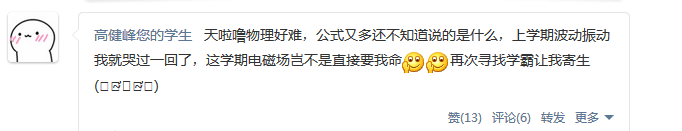 高健峰您的学生 天啦噜物理好难，公式又多还不知道说的是什么，上学期波动振动
我就哭过一回了，这学期电磁场岂不是直接要我命再次寻找学霸让我寄生
(□ಥ□ಥ□)
赞(13) 评论(6) 转发 更多